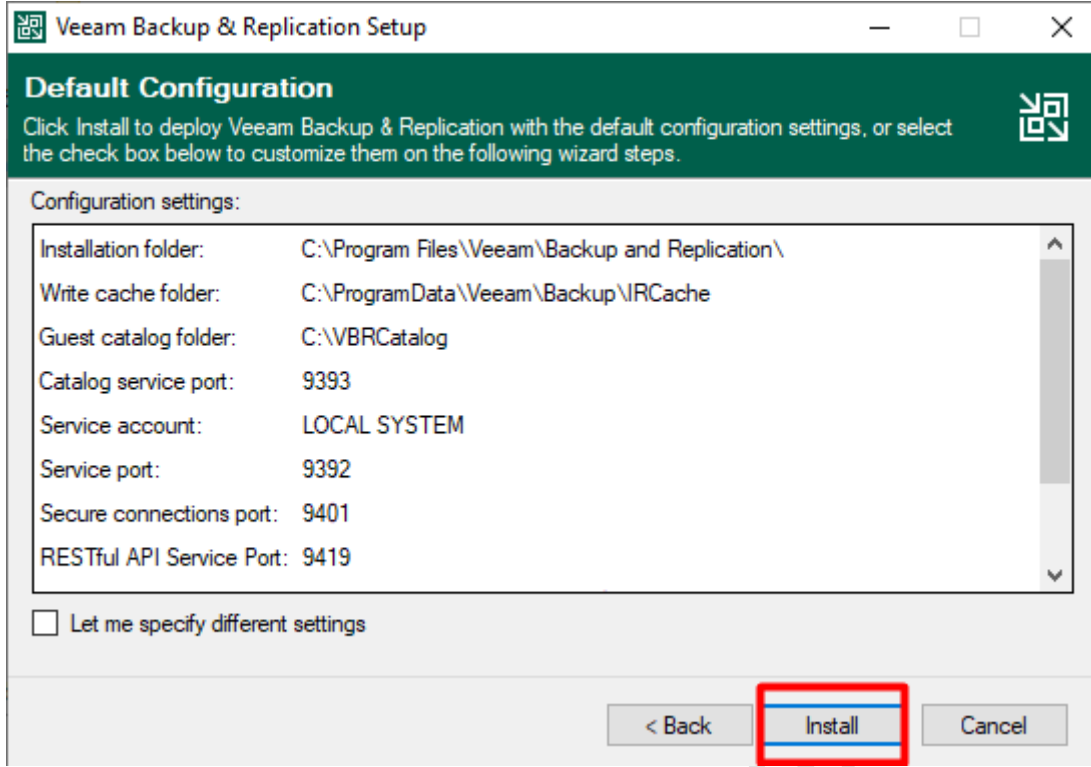 Veeam Backup & Replication Setup
Default Configuration
Click Install to deploy Veeam Backup & Replication with the default configuration settings, or select
the check box below to customize them on the following wizard steps.
Configuration settings:
Installation folder: C:\Program Files\Veeam\Backup and Replication\
Write cache folder: C:\ProgramData\Veeam\Backup\IRCache
Guest catalog folder: C:\VBRCatalog
Catalog service port: 9393
Service account: LOCAL SYSTEM
Service port: 9392
Secure connections port: 9401
RESTful API Service Port: 9419
Let me specify different settings
< Back Install Cancel